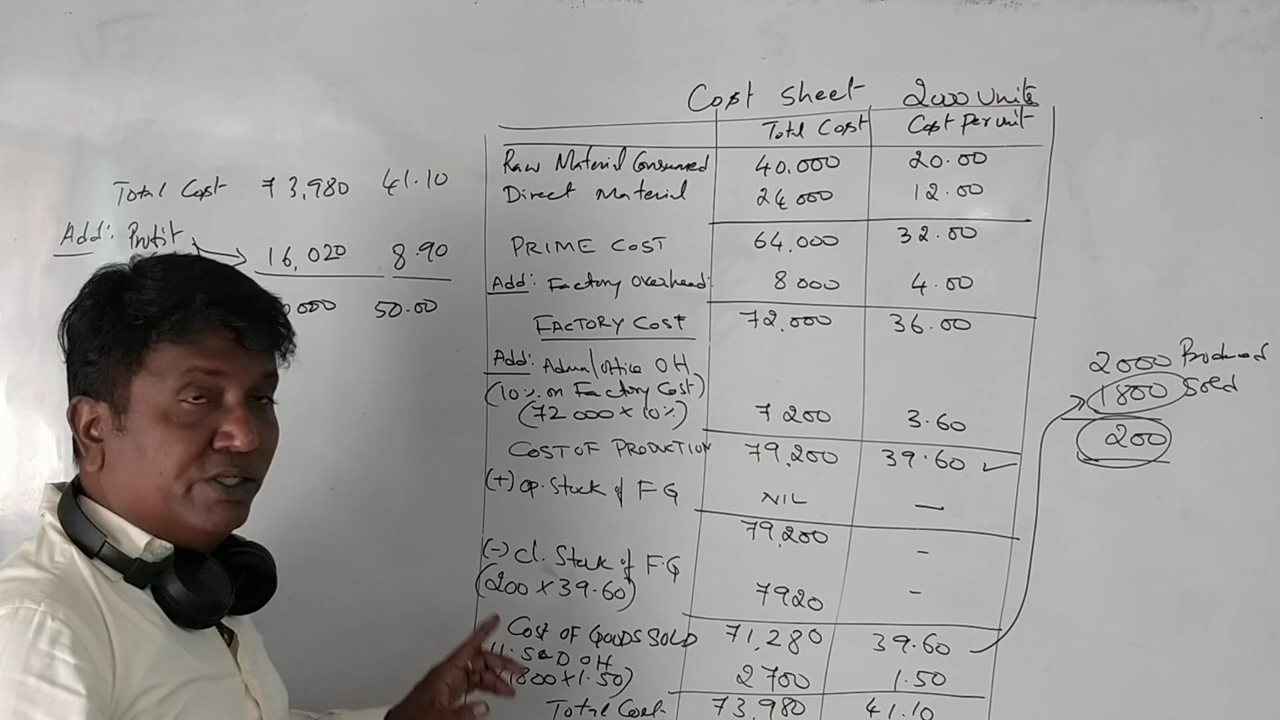 Cost Sheet 2000 Units
Total Cost Cost Per unit
Raw Material Consumed 40,000 20.00
Direct Material 24,000 12.00
PRIME COST 64,000 32.00
Add: Factory Overhead: 8000 4.00
FACTORY COST 72,000 36.00
Add: Admn/office OH
(10% on Factory Cost)
(72000 x 10%) 7200 3.60
COST OF PRODUCTION 79,200 39.60 ✓
(+) Op. Stock of F G NIL —
79,200 -
(-) Cl. Stock of F.G
(200 x 39.60) 7920 -
COST OF GOODS SOLD 71,280 39.60
S&D OH
1800 x 1.50) 2700 1.50
Total Cost 73,980 41.10
Total Cost 73,980 41.10
Add: Profit
16,020 8.90
000 50.00
2000 Produced
1800 Sold
200